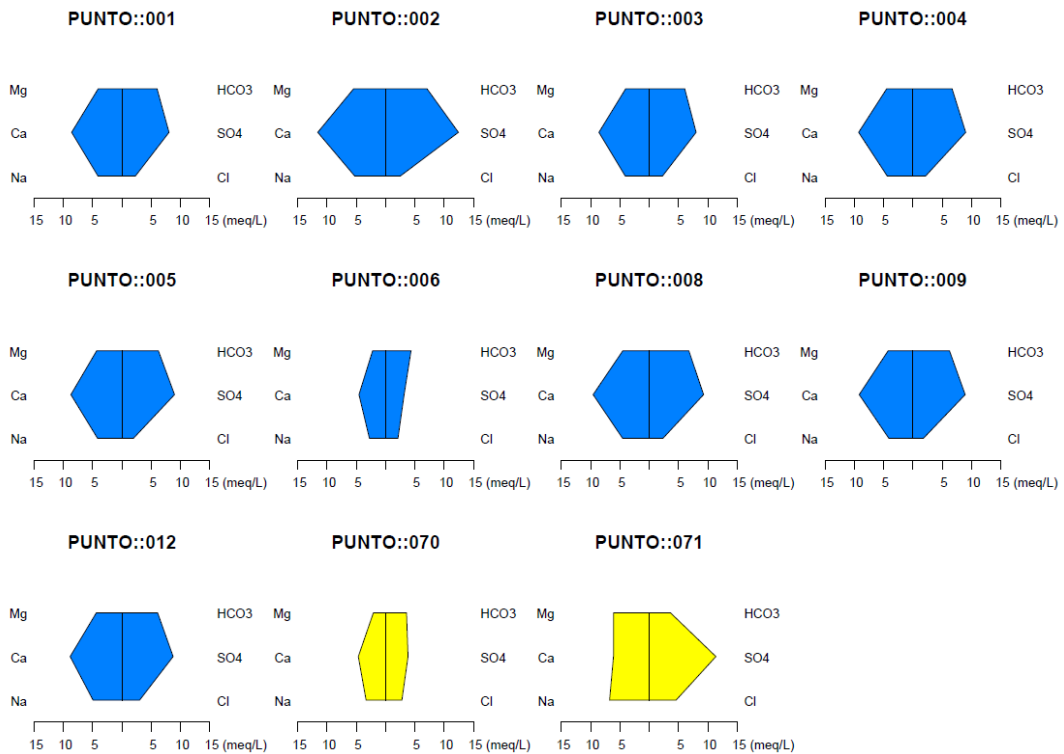 PUNTO::001 PUNTO::002 PUNTO::003 PUNTO::004
Mg HCO3 Mg HCO3 Mg HCO3 Mg HCO3
Ca SO4 Ca SO4 Ca SO4 Ca SO4
Na Cl Na Cl Na Cl Na Cl
15 10 5 5 10 15 (meq/L) 15 10 5 5 10 15 (meq/L) 15 10 5 5 10 15 (meq/L) 15 10 5 5 10 15 (meq/L)
PUNTO::005 PUNTO::006 PUNTO::008 PUNTO::009
Mg HCO3 Mg HCO3 Mg HCO3 Mg HCO3
Ca SO4 Ca SO4 Ca SO4 Ca SO4
Na Cl Na Cl Na Cl Na Cl
15 10 5 5 10 15 (meq/L) 15 10 5 5 10 15 (meq/L) 15 10 5 5 10 15 (meq/L) 15 10 5 5 10 15 (meq/L)
PUNTO::012 PUNTO::070 PUNTO::071
Mg HCO3 Mg HCO3 Mg HCO3
Ca SO4 Ca SO4 Ca SO4
Na Cl Na Cl Na Cl
15 10 5 5 10 15 (meq/L) 15 10 5 5 10 15 (meq/L) 15 10 5 5 10 15 (meq/L)